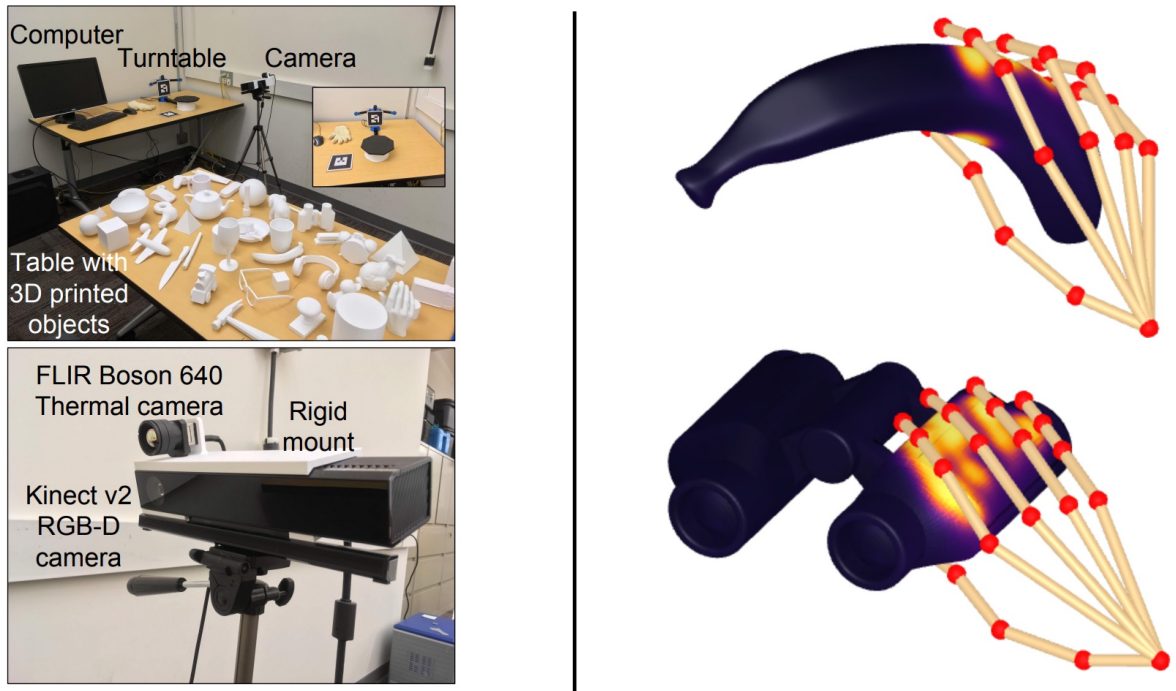 Computer
Turntable
Camera
Table with
3D printed
objects
FLIR Boson 640
Thermal camera
Rigid
mount
Kinect v2
RGB-D
camera